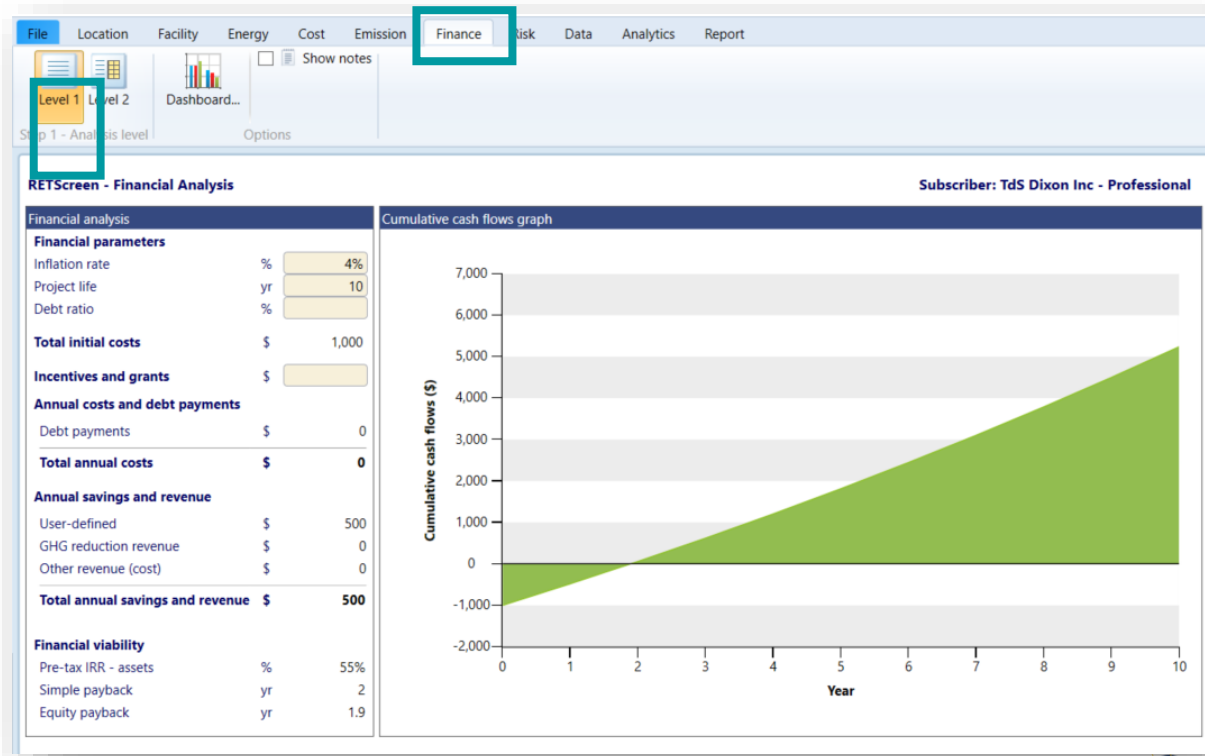 File Location Facility Energy Cost Emission Finance Risk Data Analytics Report
Show notes
Level 1 Level 2 Dashboard...
Step 1 - Analysis level Options
RETScreen - Financial Analysis Subscriber: TdS Dixon Inc - Professional
Financial analysis
Financial parameters
Inflation rate % 4%
Project life yr 10
Debt ratio %
Total initial costs $ 1,000
Incentives and grants $
Annual costs and debt payments
Debt payments $ 0
Total annual costs $ 0
Annual savings and revenue
User-defined $ 500
GHG reduction revenue $ 0
Other revenue (cost) $ 0
Total annual savings and revenue $ 500
Financial viability
Pre-tax IRR - assets % 55%
Simple payback yr 2
Equity payback yr 1.9
Cumulative cash flows graph
Cumulative cash flows ($)
7,000
6,000
5,000
4,000
3,000
2,000
1,000
0
-1,000
-2,000
0 1 2 3 4 5 6 7 8 9 10
Year